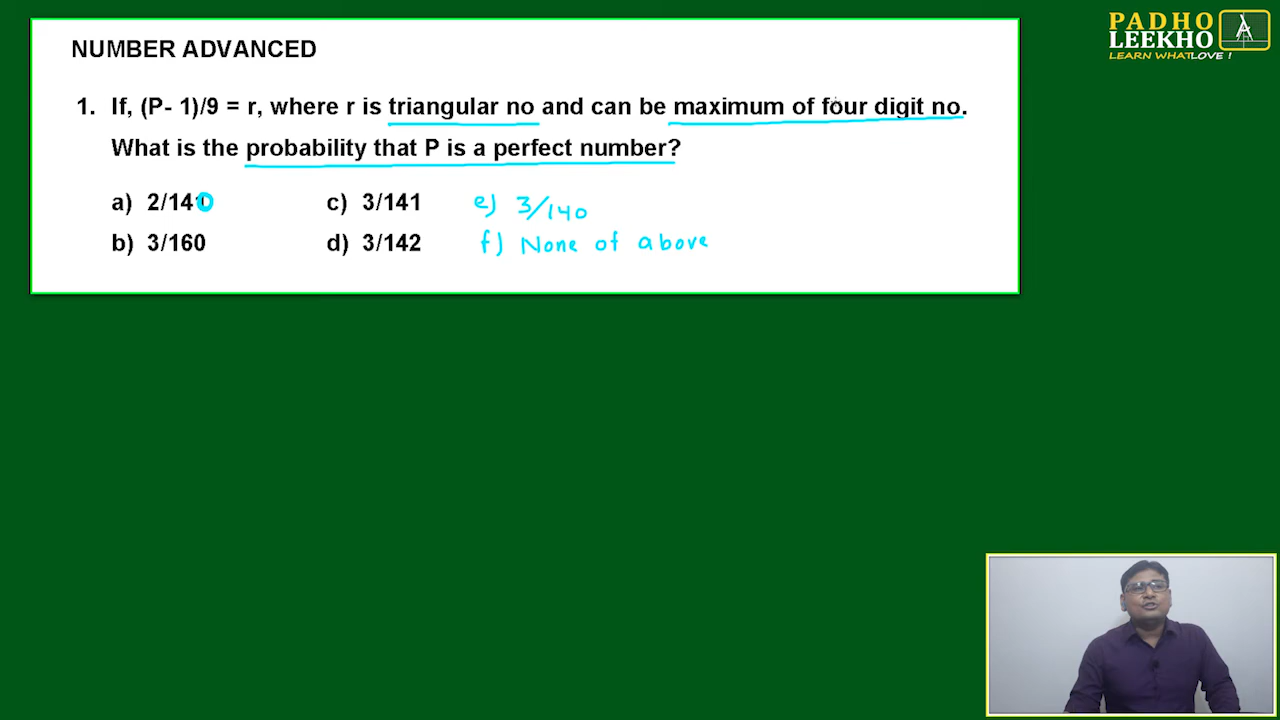 PADHO
LEEKHO
LEARN WHAT LOVE !
NUMBER ADVANCED
1. If, (P- 1)/9 = r, where r is triangular no and can be maximum of four digit no.
What is the probability that P is a perfect number?
a) 2/140 c) 3/141 e) 3/140
b) 3/160 d) 3/142 f) None of above